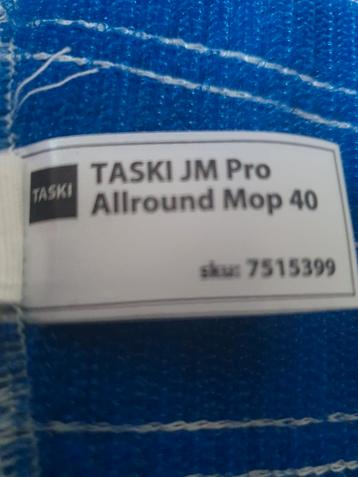 TASKI
TASKI JM Pro
Allround Mop 40
sku: 7515399